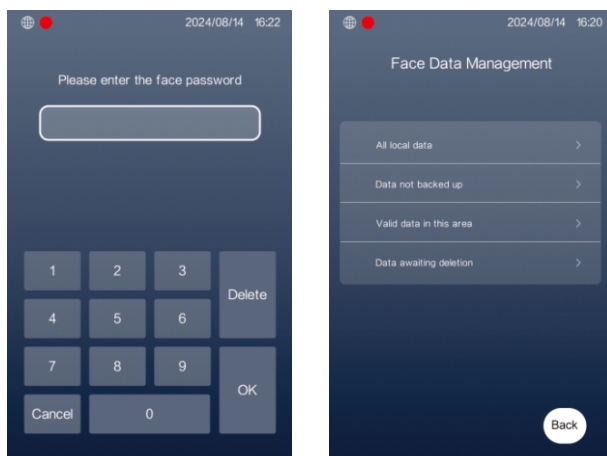 2024/08/14 16:22
Please enter the face password
1 2 3
Delete
4 5 6
7 8 9
OK
Cancel 0
2024/08/14 16:20
Face Data Management
All local data
Data not backed up
Valid data in this area
Data awaiting deletion
Back